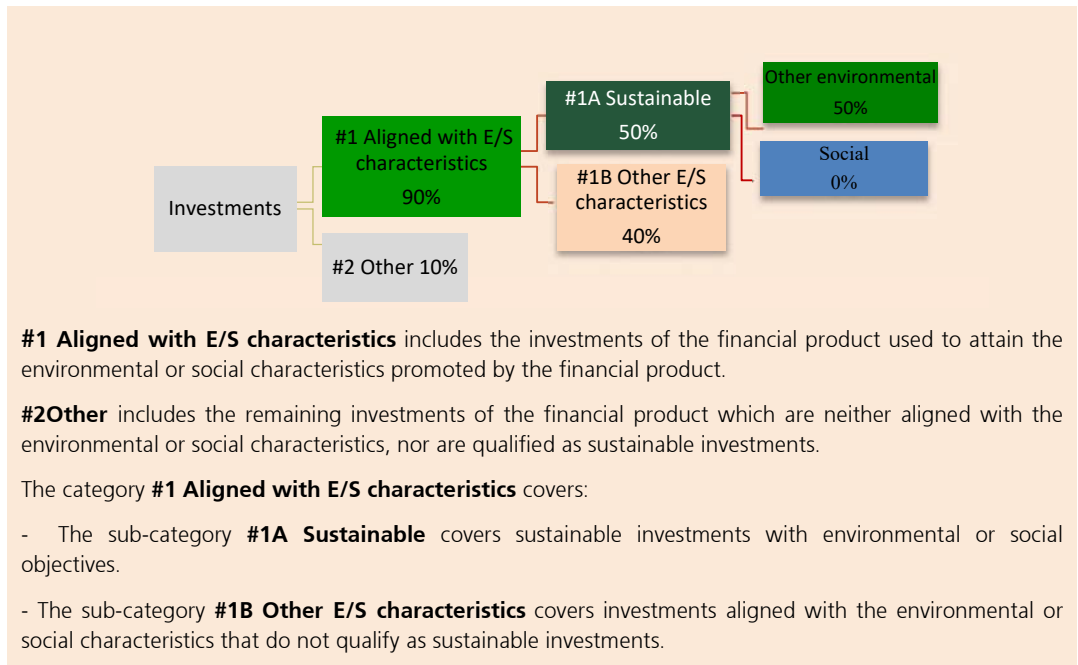 Other environmental
50%
#1A Sustainable
50%
#1 Aligned with E/S
characteristics
90%
Social
0%
#1B Other E/S
characteristics
40%
Investments
#2 Other 10%
#1 Aligned with E/S characteristics includes the investments of the financial product used to attain the
environmental or social characteristics promoted by the financial product.
#2Other includes the remaining investments of the financial product which are neither aligned with the
environmental or social characteristics, nor are qualified as sustainable investments.
The category #1 Aligned with E/S characteristics covers:
- The sub-category #1A Sustainable covers sustainable investments with environmental or social
objectives.
- The sub-category #1B Other E/S characteristics covers investments aligned with the environmental or
social characteristics that do not qualify as sustainable investments.